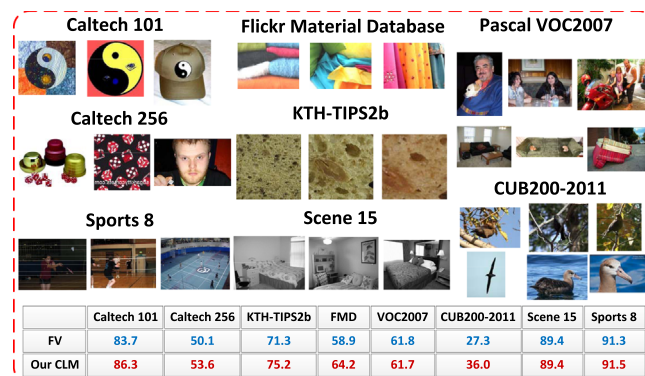 Caltech 101
Flickr Material Database
Pascal VOC2007
Caltech 256
KTH-TIPS2b
CUB200-2011
Sports 8
Scene 15
Caltech 101 Caltech 256 KTH-TIPS2b FMD VOC2007 CUB200-2011 Scene 15 Sports 8
FV 83.7 50.1 71.3 58.9 61.8 27.3 89.4 91.3
Our CLM 86.3 53.6 75.2 64.2 61.7 36.0 89.4 91.5